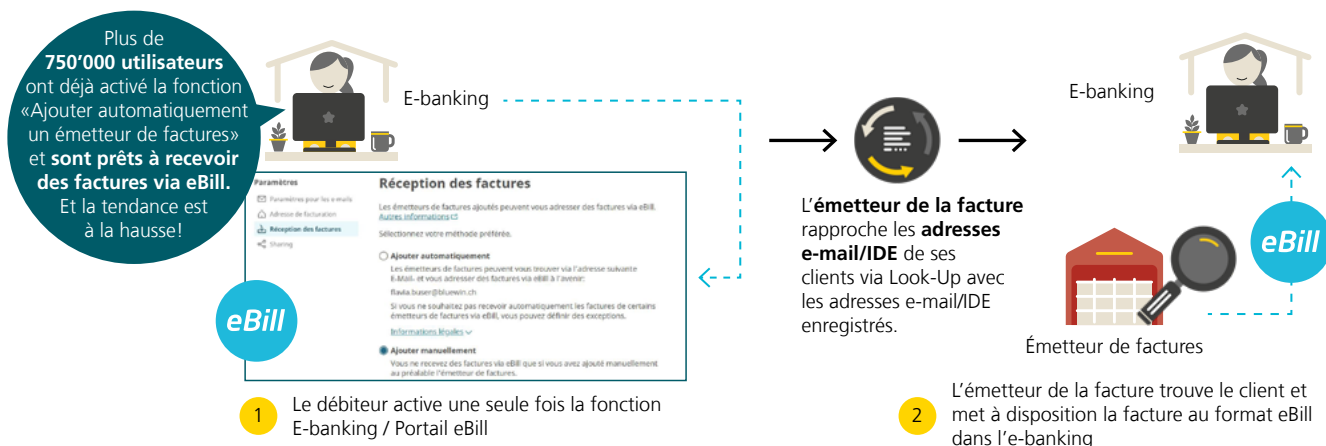 Plus de
750’000 utilisateurs
ont déjà activé la fonction
«Ajouter automatiquement
un émetteur de factures»
et sont prêts à recevoir
des factures via eBill.
Et la tendance est
à la hausse!
E-banking
Paramètres
Paramètres pour les e-mails
Adresse de facturation
Réception des factures
Sharing
Réception des factures
Les émetteurs de factures ajoutés peuvent vous adresser des factures via eBill.
Autres informations
Sélectionnez votre méthode préférée.
Ajouter automatiquement
Les émetteurs de factures peuvent vous trouver via l'adresse suivante
E-Mail- et vous adresser des factures via eBill à l'avenir:
flavia.buser@bluewin.ch
Si vous ne souhaitez pas recevoir automatiquement les factures de certains
émetteurs de factures via eBill, vous pouvez définir des exceptions.
Informations légales
Ajouter manuellement
Vous ne recevez des factures via eBill que si vous avez ajouté manuellement
au préalable l'émetteur de factures.
eBill
1
Le débiteur active une seule fois la fonction
E-banking / Portail eBill
L’émetteur de la facture
rapproche les adresses
e-mail/IDE de ses
clients via Look-Up avec
les adresses e-mail/IDE
enregistrés.
E-banking
eBill
Émetteur de factures
2
L’émetteur de la facture trouve le client et
met à disposition la facture au format eBill
dans l’e-banking